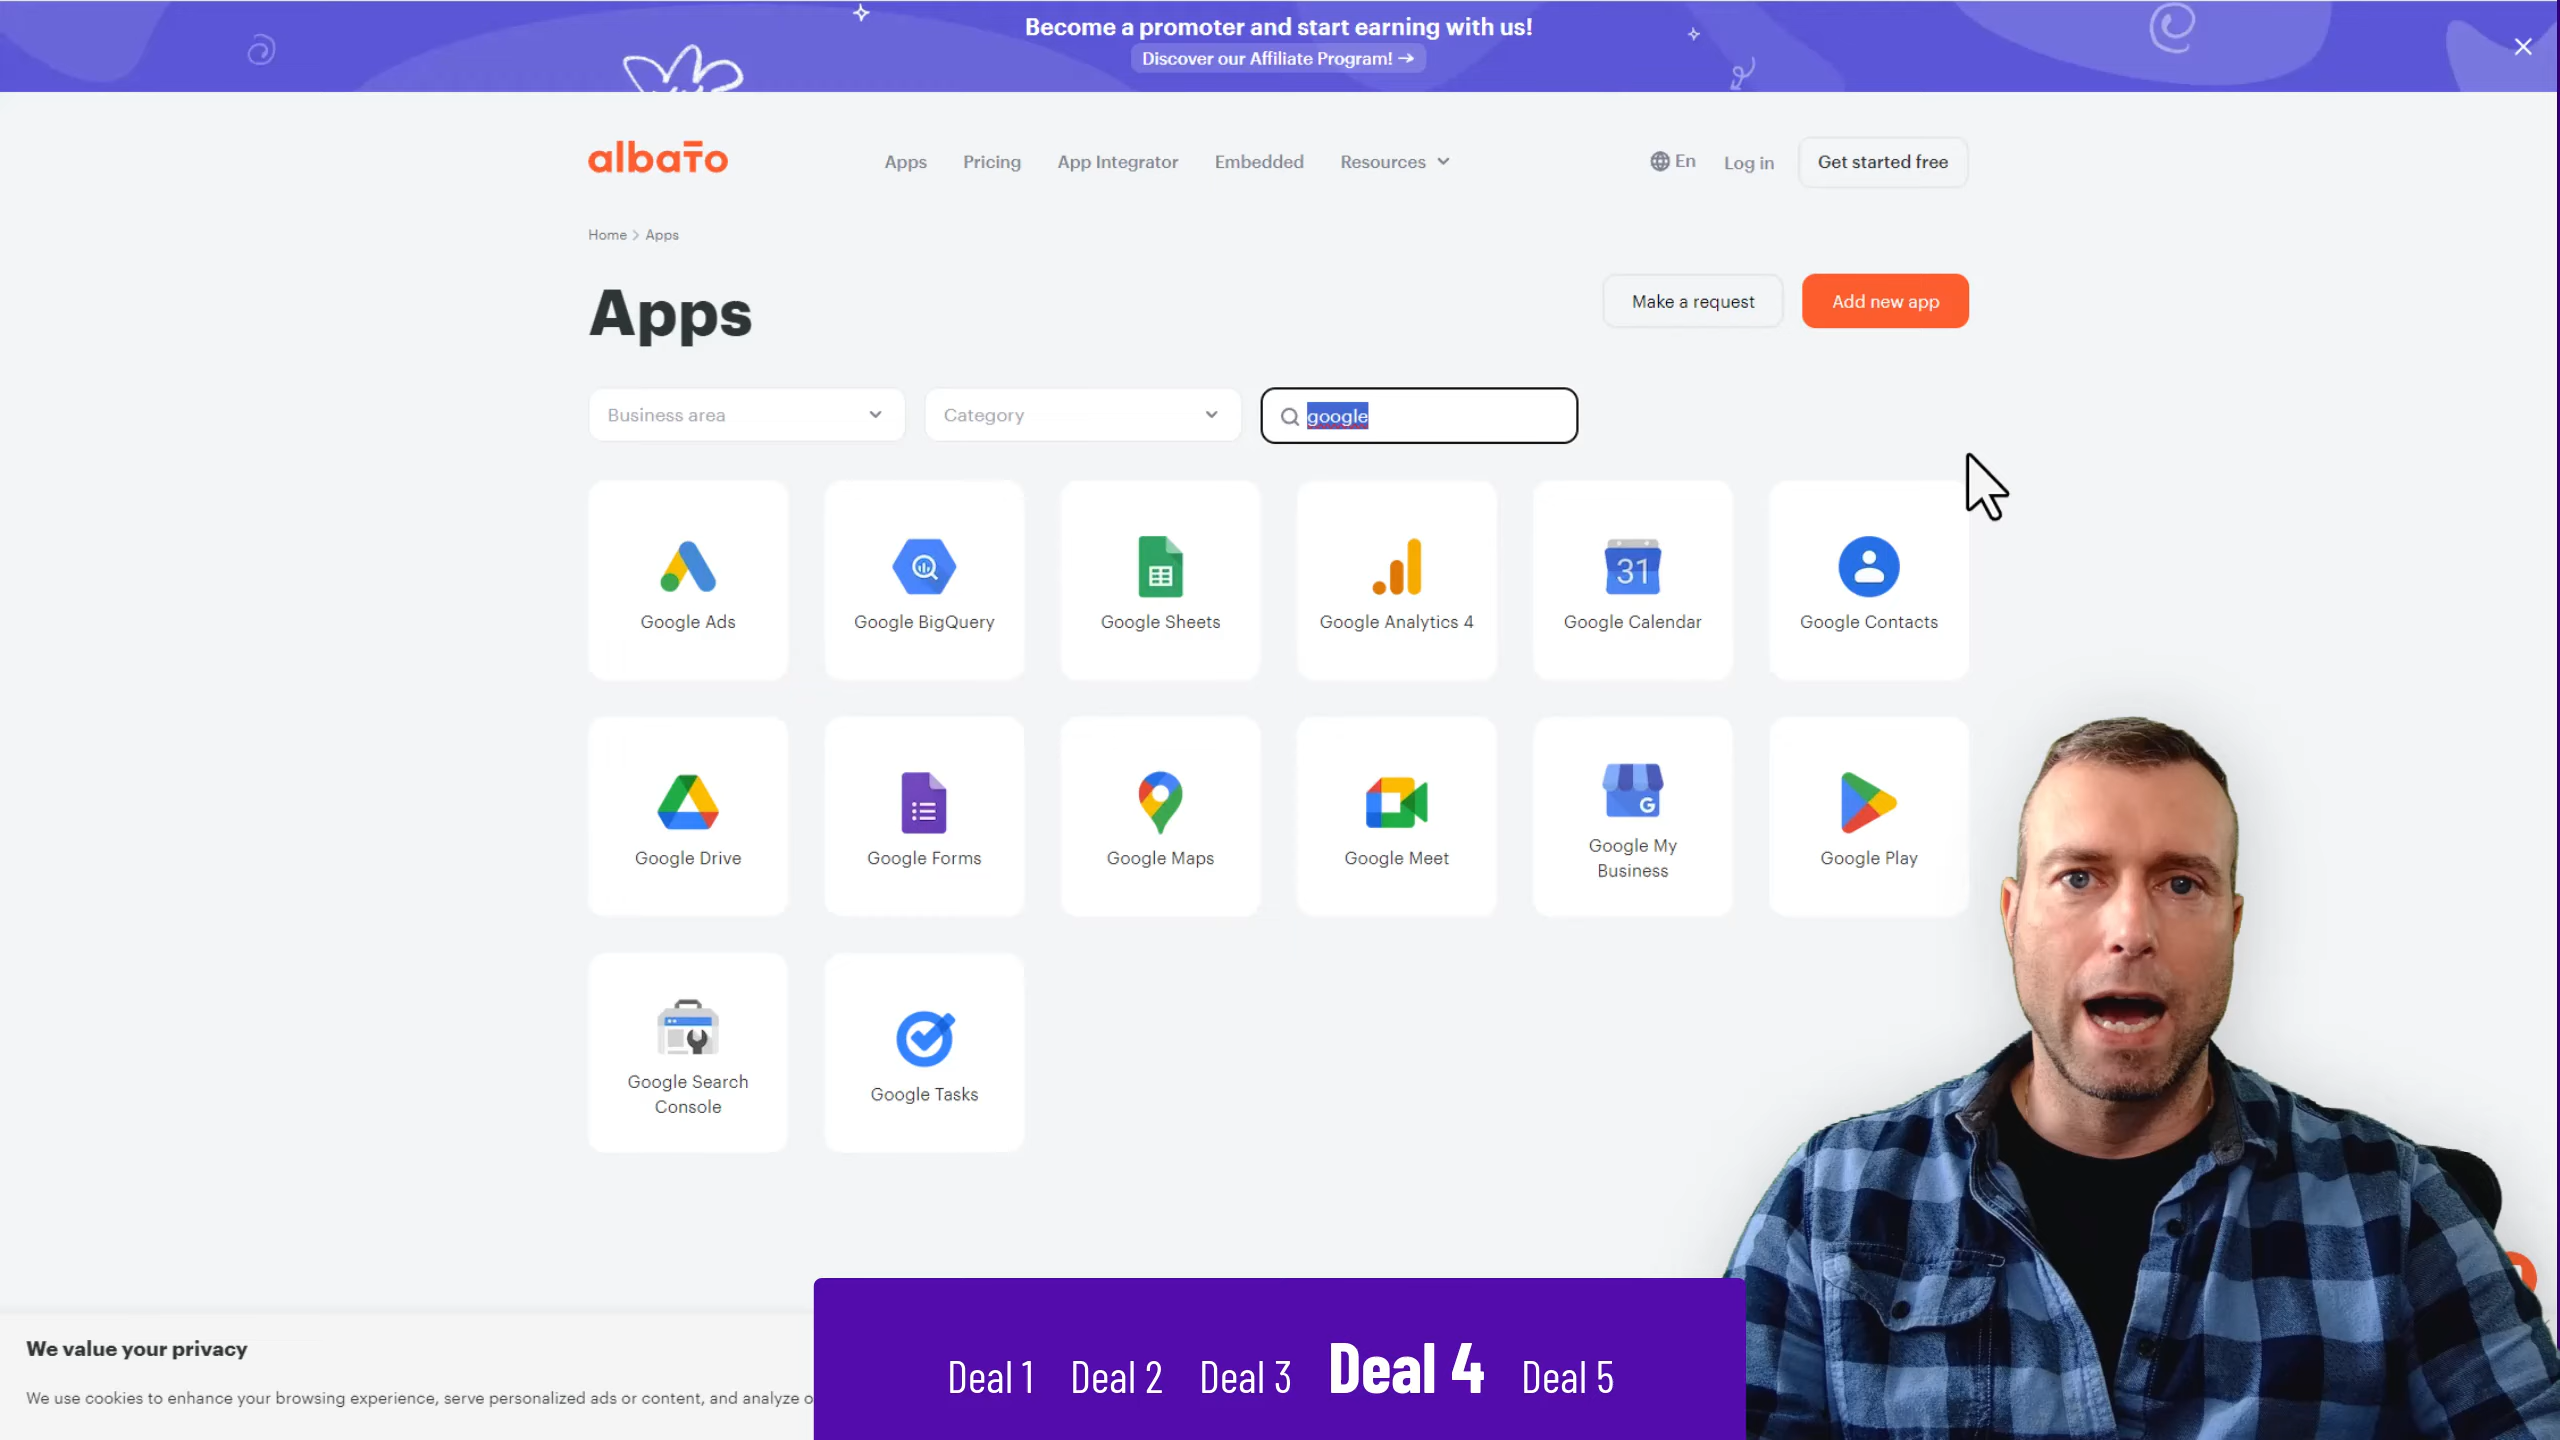 Become a promoter and start earning with us!
Discover our Affiliate Program! →
albato
Apps
Pricing
App Integrator
Embedded
Resources
En
Log in
Get started free
Home > Apps
Apps
Make a request
Add new app
Business area
Category
google
Google Ads
Google BigQuery
Google Sheets
Google Analytics 4
31
Google Calendar
Google Contacts
Google Drive
Google Forms
Google Maps
Google Meet
G
Google My
Business
Google Play
Google Search
Console
Google Tasks
We value your privacy
We use cookies to enhance your browsing experience, serve personalized ads or content, and analyze
Deal 1
Deal 2
Deal 3
Deal 4
Deal 5